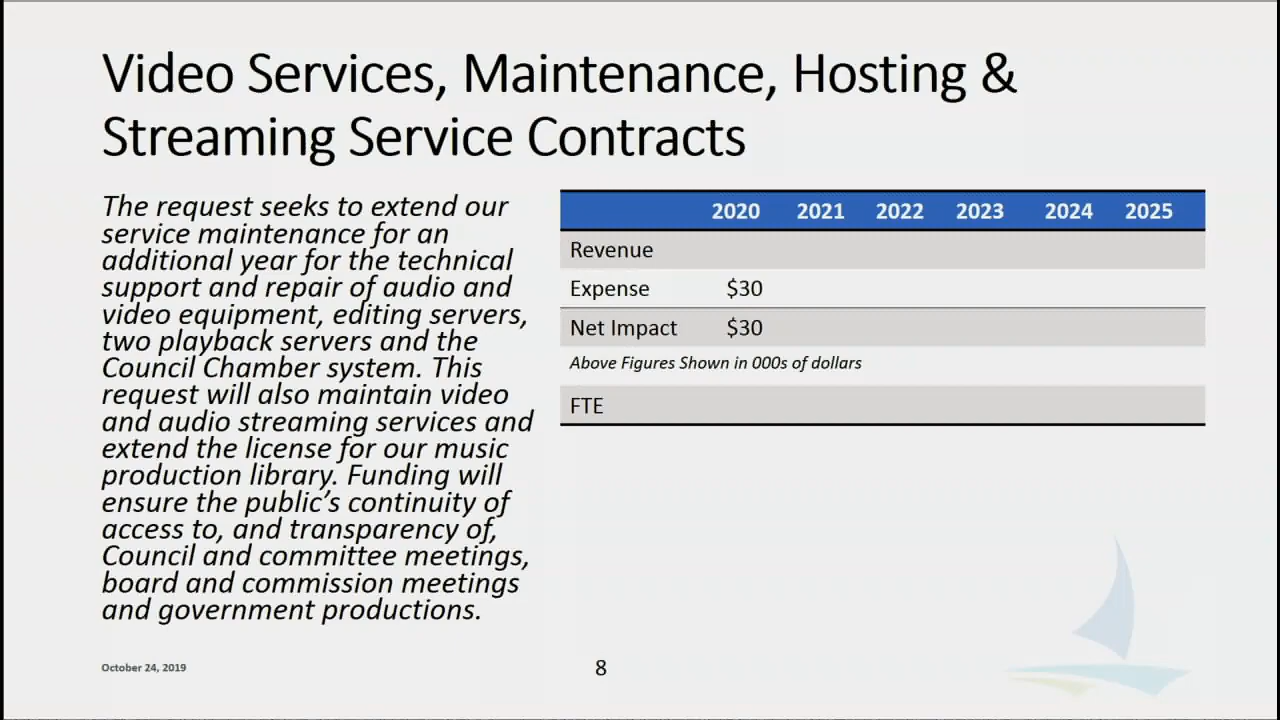 Video Services, Maintenance, Hosting &
Streaming Service Contracts
The request seeks to extend our
service maintenance for an
additional year for the technical
support and repair of audio and
video equipment, editing servers,
two playback servers and the
Council Chamber system. This
request will also maintain video
and audio streaming services and
extend the license for our music
production library. Funding will
ensure the public’s continuity of
access to, and transparency of,
Council and committee meetings,
board and commission meetings
and government productions.
2020 2021 2022 2023 2024 2025
Revenue
Expense $30
Net Impact $30
Above Figures Shown in 000s of dollars
FTE
October 24, 2019
8